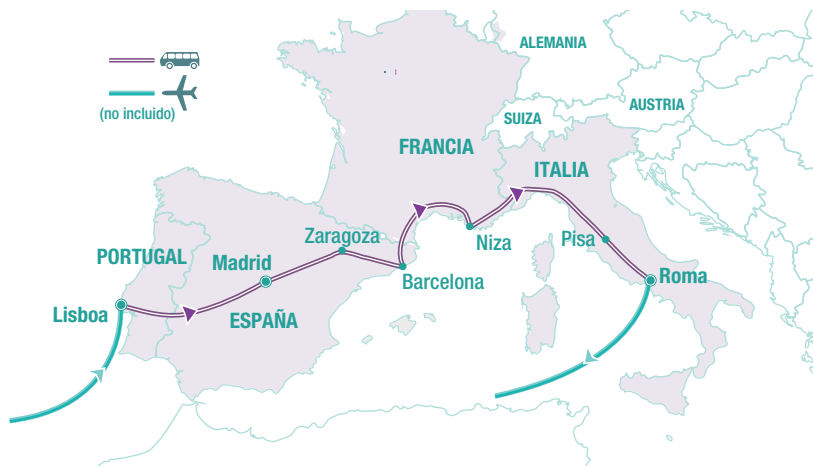 ALEMANIA
(no incluido)
AUSTRIA
SUIZA
FRANCIA
ITALIA
Zaragoza
Niza
Pisa
PORTUGAL
Madrid
Barcelona
Roma
Lisboa
ESPAÑA